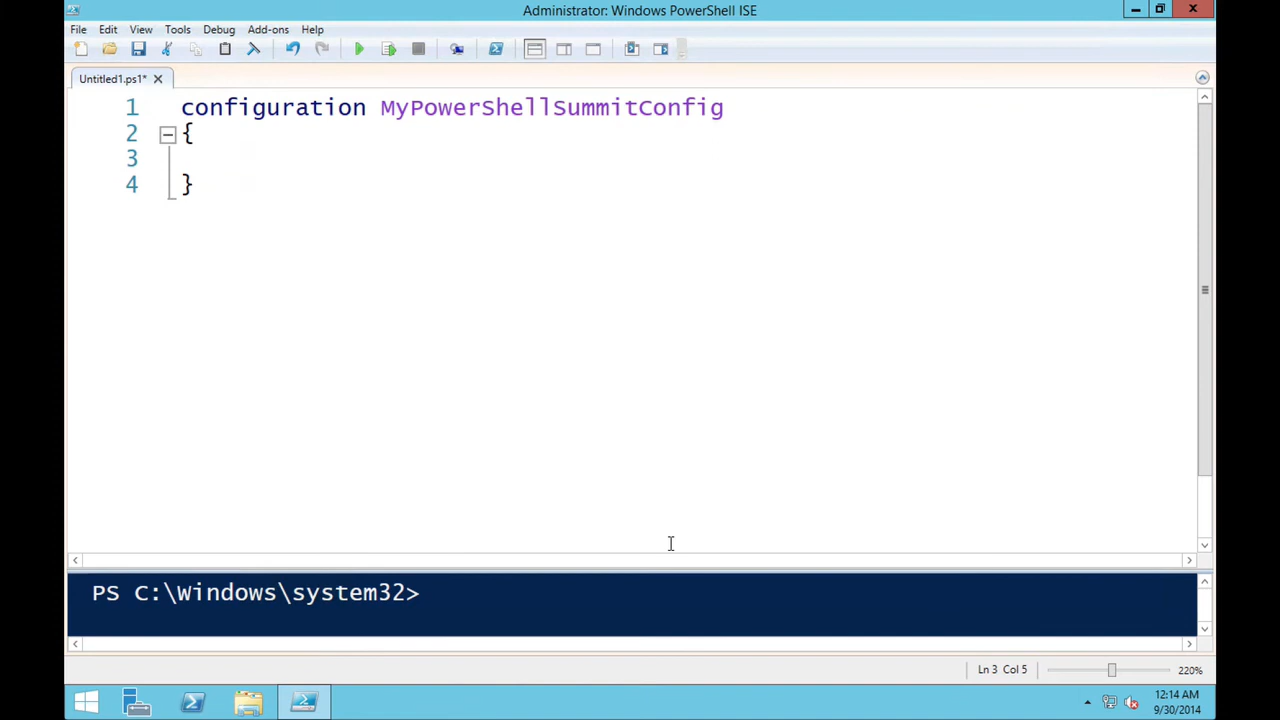 Administrator: Windows PowerShell ISE
File Edit View Tools Debug Add-ons Help
Untitled1.ps1*
1 configuration MyPowerShellSummitConfig
2 {
3
4 }
PS C:\Windows\system32>
Ln 3 Col 5
220%
12:14 AM
9/30/2014